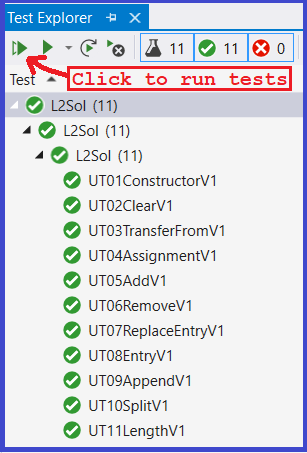 Test Explorer
11 11 0
Test
Click to run tests
L2Sol (11)
L2Sol (11)
L2Sol (11)
UT01ConstructorV1
UT02ClearV1
UT03TransferFromV1
UT04AssignmentV1
UT05AddV1
UT06RemoveV1
UT07ReplaceEntryV1
UT08EntryV1
UT09AppendV1
UT10SplitV1
UT11LengthV1